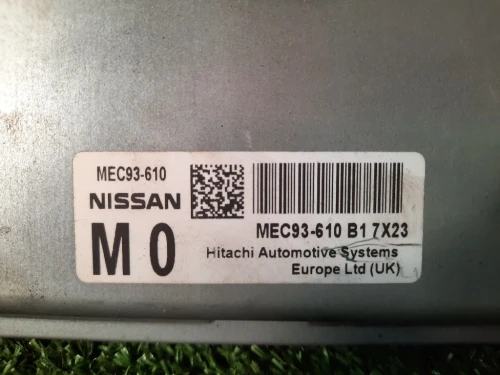 MEC93-610
NISSAN
M 0
MEC93-610 B1 7X23
Hitachi Automotive Systems
Europe Ltd (UK)